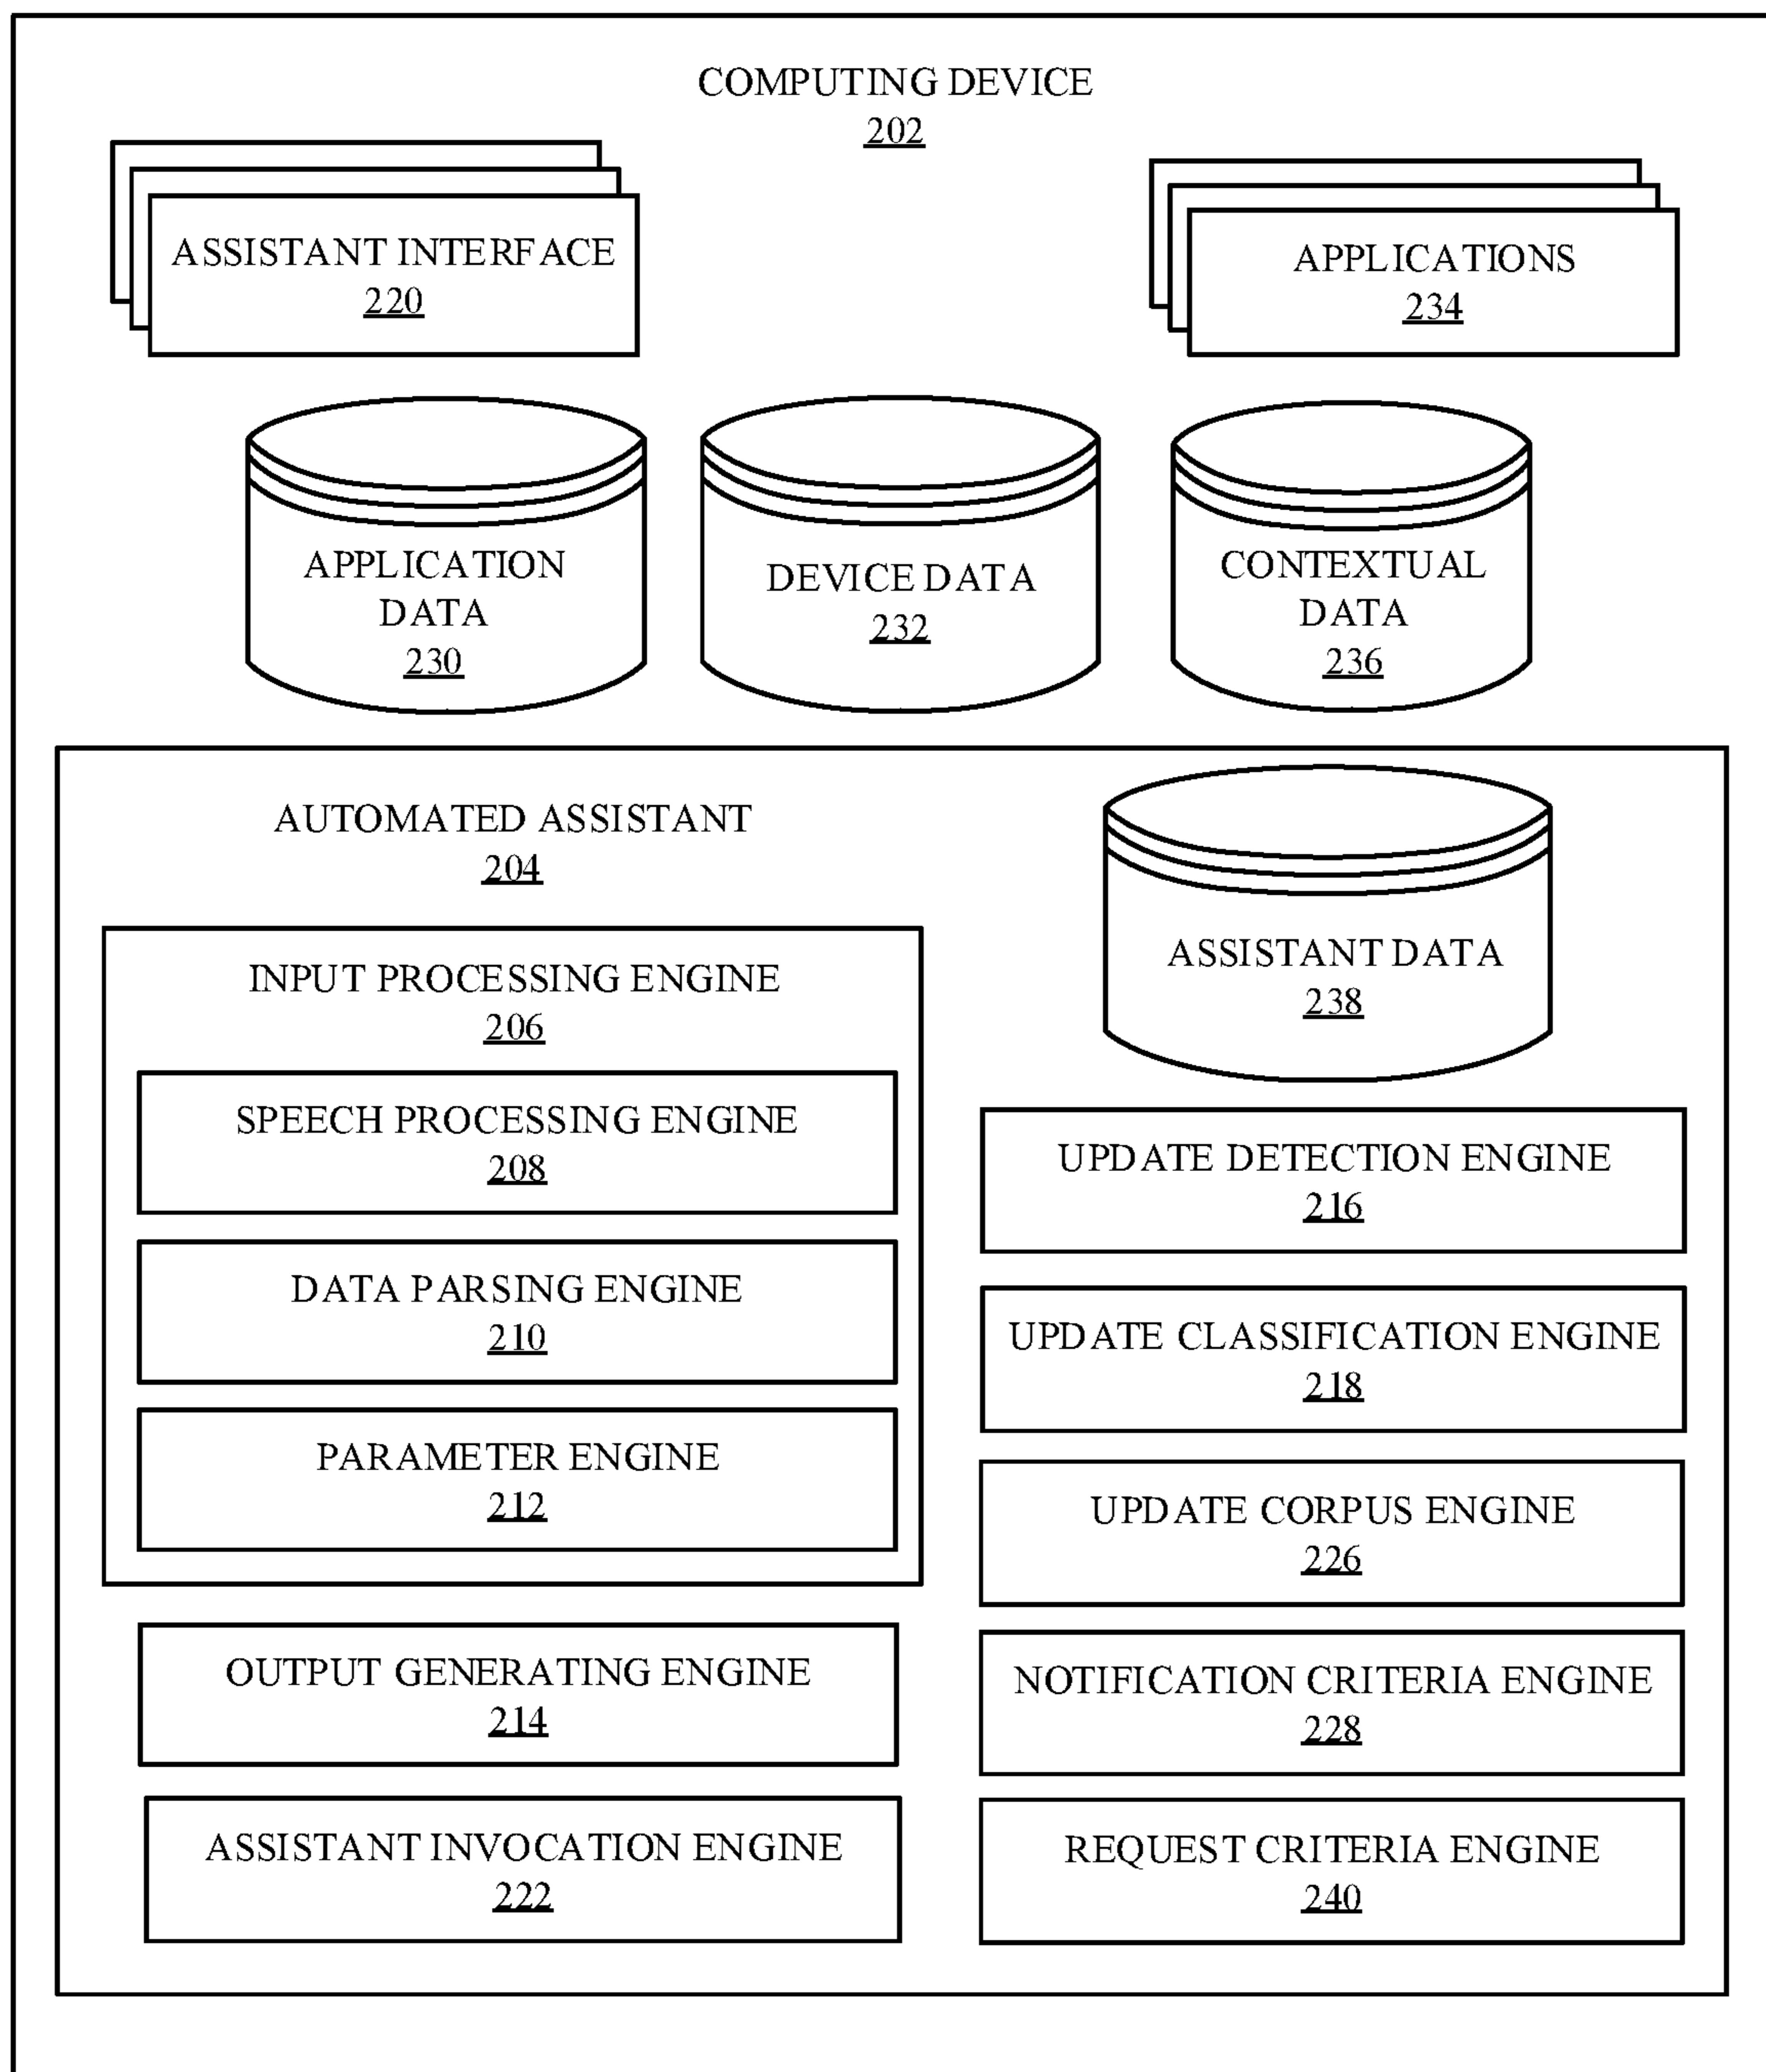 COMPUTING DEVICE
202
ASSISTANT INTERFACE
220
APPLICATIONS
234
APPLICATION
DATA
230
DEVICE DATA
232
CONTEXTUAL
DATA
236
AUTOMATED ASSISTANT
204
ASSISTANT DATA
238
INPUT PROCESSING ENGINE
206
SPEECH PROCESSING ENGINE
208
DATA PARSING ENGINE
210
PARAMETER ENGINE
212
OUTPUT GENERATING ENGINE
214
ASSISTANT INVOCATION ENGINE
222
UPDATE DETECTION ENGINE
216
UPDATE CLASSIFICATION ENGINE
218
UPDATE CORPUS ENGINE
226
NOTIFICATION CRITERIA ENGINE
228
REQUEST CRITERIA ENGINE
240